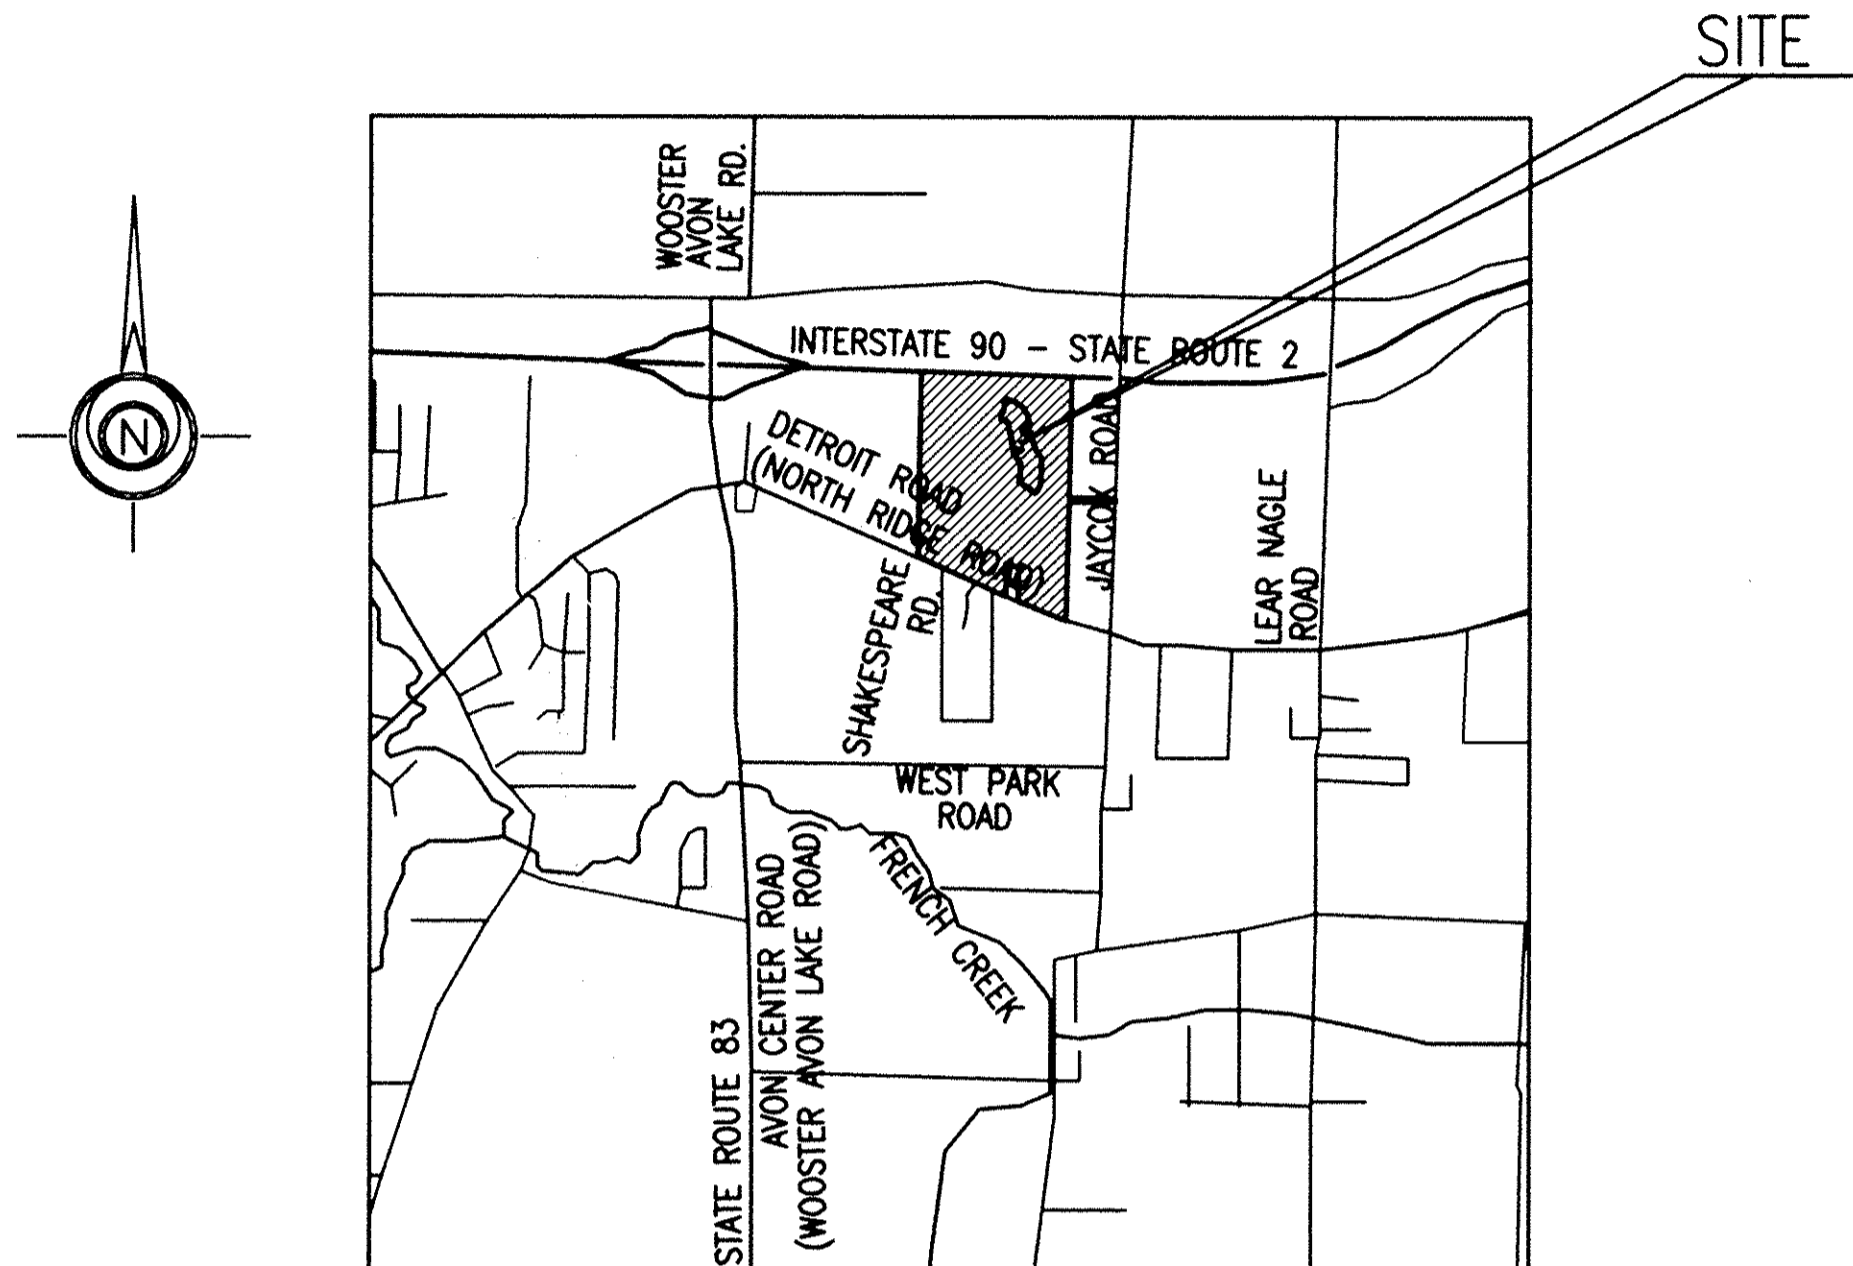 SITE
WOOSTER
AVON
LAKE RD.
INTERSTATE 90 - STATE ROUTE 2
N
DETROIT ROAD
(NORTH RIDGE ROAD)
JAYCOX ROAD
LEAR NAGLE
ROAD
SHAKESPEARE
RD.
WEST PARK
ROAD
FRENCH CREEK
STATE ROUTE 83
AVON CENTER ROAD
(WOOSTER AVON LAKE ROAD)